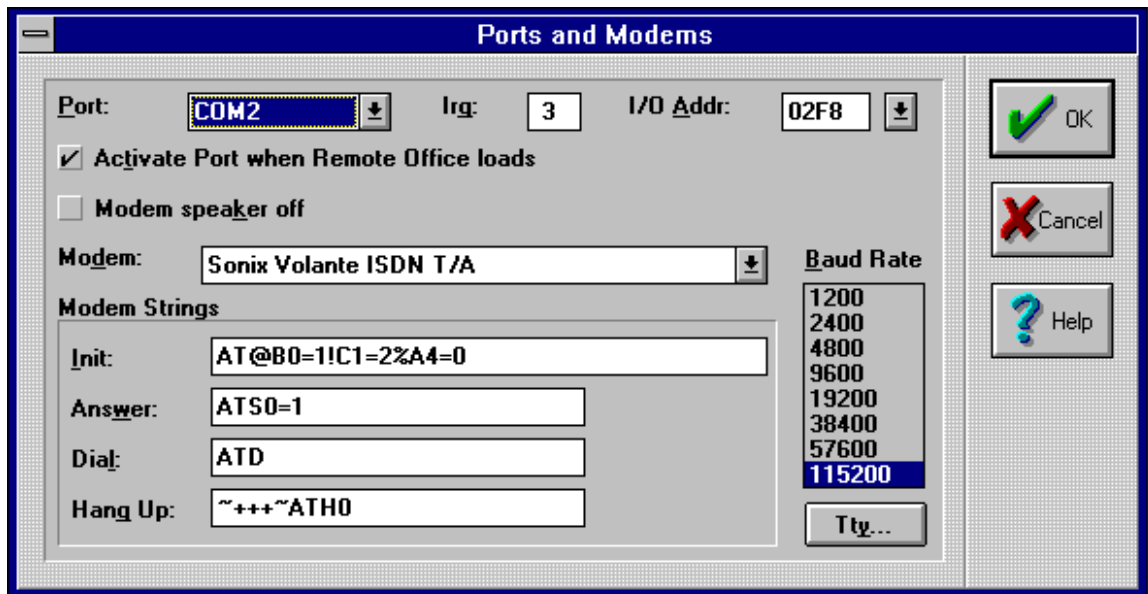 Ports and Modems
Port: COM2 Irq: 3 I/O Addr: 02F8
OK
Activate Port when Remote Office loads
Modem speaker off
Cancel
Modem: Sonix Volante ISDN T/A
Baud Rate
1200
2400
4800
9600
19200
38400
57600
115200
Modem Strings
Init: AT@B0=1!C1=2%A4=0
Answer: ATS0=1
Dial: ATD
Hang Up: ~+++~ATH0
Tty...
Help